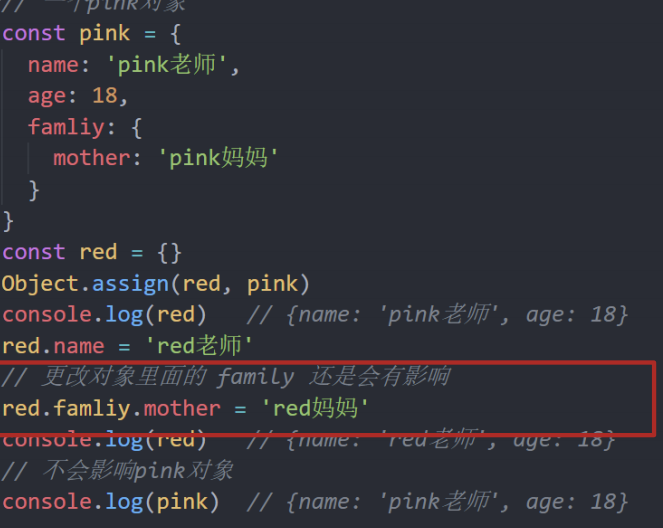 // 一个pink对象
const pink = {
name: 'pink老师',
age: 18,
famliy: {
mother: 'pink妈妈'
}
}
const red = {}
Object.assign(red, pink)
console.log(red) // {name: 'pink老师', age: 18}
red.name = 'red老师'
// 更改对象里面的 family 还是会有影响
red.famliy.mother = 'red妈妈'
console.log(red) // {name: 'red老师', age: 18}
// 不会影响pink对象
console.log(pink) // {name: 'pink老师', age: 18}